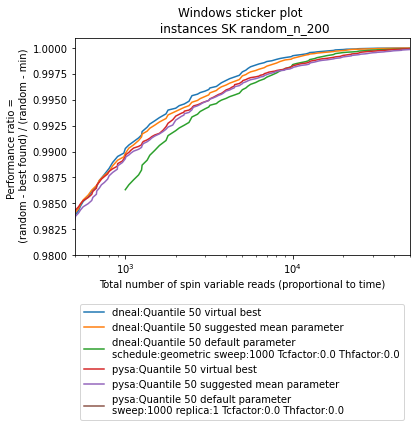 Windows sticker plot
instances SK random_n_200
Performance ratio =
(random - best found) / (random - min)
1.0000
0.9975
0.9950
0.9925
0.9900
0.9875
0.9850
0.9825
0.9800
10³
10⁴
Total number of spin variable reads (proportional to time)
dneal:Quantile 50 virtual best
dneal:Quantile 50 suggested mean parameter
dneal:Quantile 50 default parameter
schedule:geometric sweep:1000 Tcfactor:0.0 Thfactor:0.0
pysa:Quantile 50 virtual best
pysa:Quantile 50 suggested mean parameter
pysa:Quantile 50 default parameter
sweep:1000 replica:1 Tcfactor:0.0 Thfactor:0.0